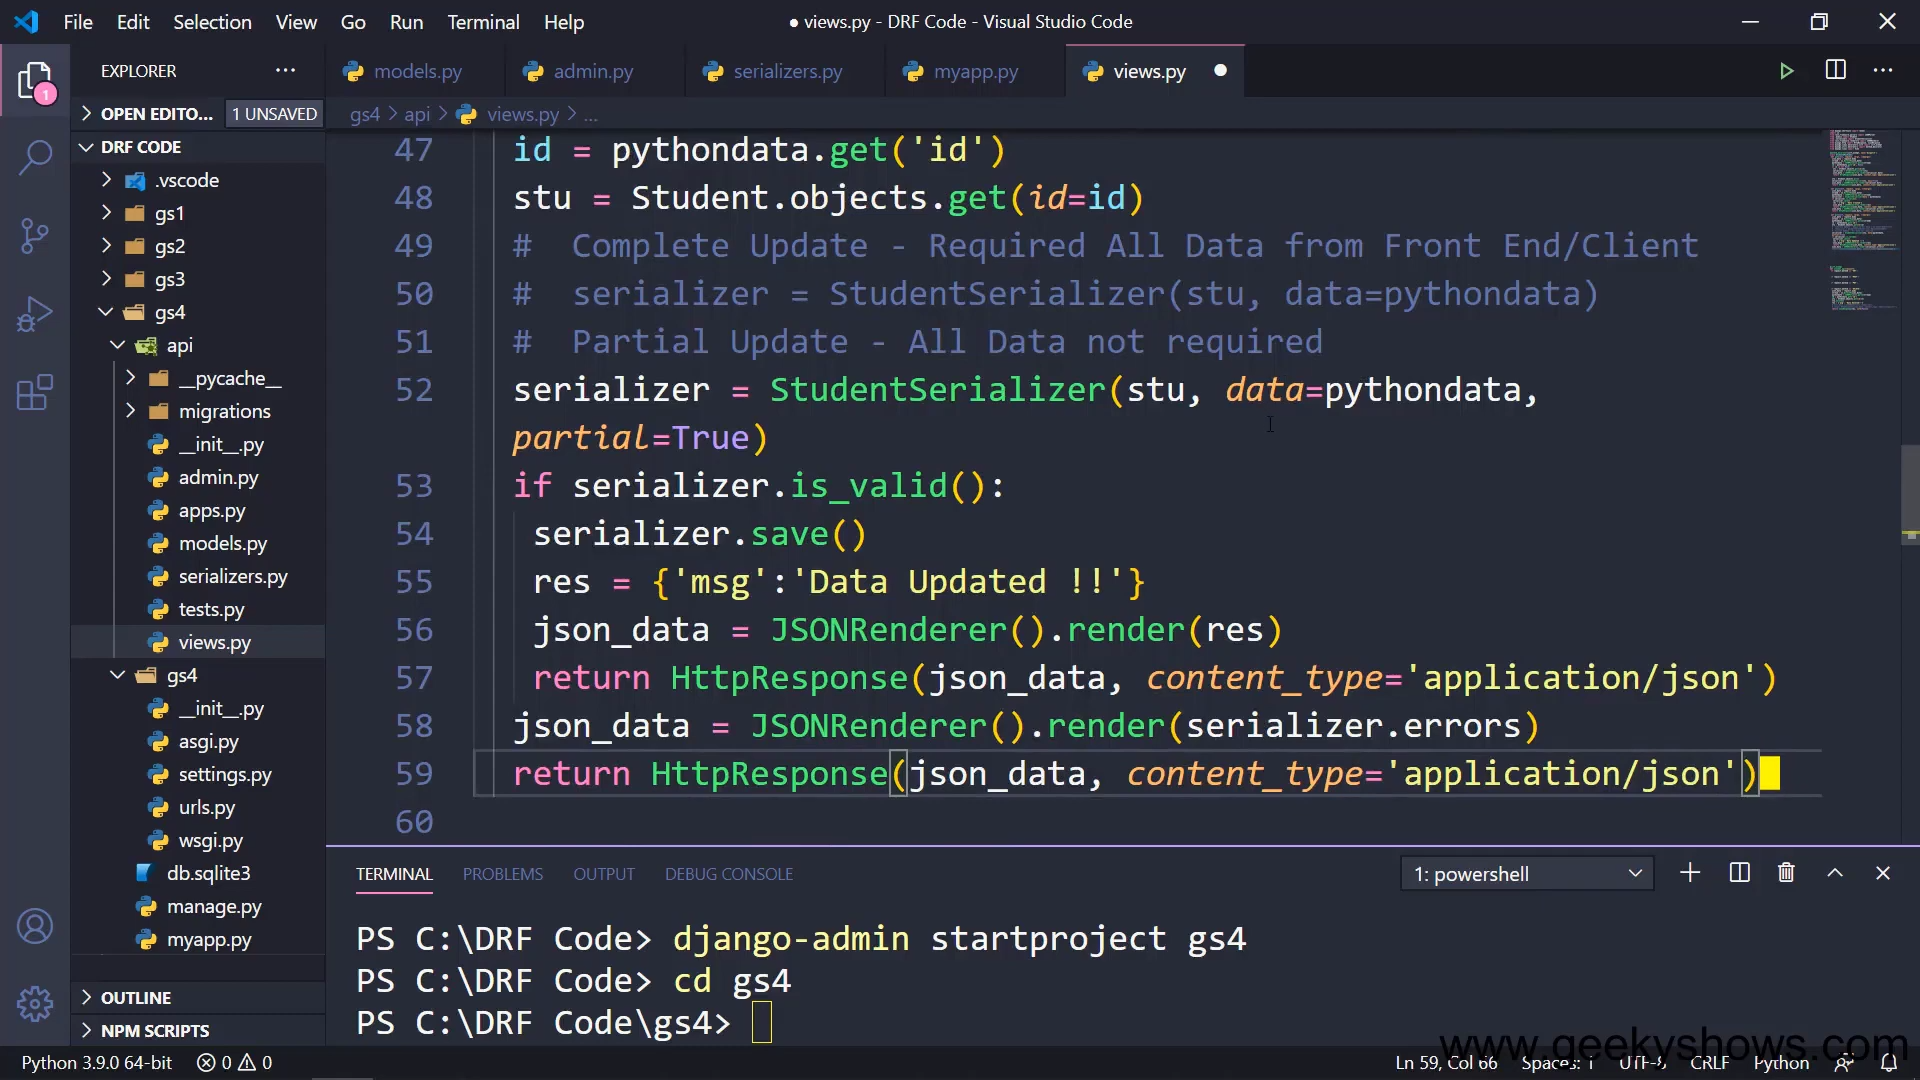 File Edit Selection View Go Run Terminal Help ● views.py - DRF Code - Visual Studio Code
EXPLORER ...
models.py admin.py serializers.py myapp.py views.py
1
OPEN EDITO... 1 UNSAVED
gs4 > api > views.py > ...
DRF CODE
.vscode
gs1
gs2
gs3
gs4
api
__pycache__
migrations
__init__.py
admin.py
apps.py
models.py
serializers.py
tests.py
views.py
gs4
__init__.py
asgi.py
settings.py
urls.py
wsgi.py
db.sqlite3
manage.py
myapp.py
OUTLINE
NPM SCRIPTS
47 id = pythondata.get('id')
48 stu = Student.objects.get(id=id)
49 #  Complete Update - Required All Data from Front End/Client
50 #  serializer = StudentSerializer(stu, data=pythondata)
51 #  Partial Update - All Data not required
52 serializer = StudentSerializer(stu, data=pythondata,
partial=True)
53 if serializer.is_valid():
54 serializer.save()
55 res = {'msg':'Data Updated !!'}
56 json_data = JSONRenderer().render(res)
57 return HttpResponse(json_data, content_type='application/json')
58 json_data = JSONRenderer().render(serializer.errors)
59 return HttpResponse(json_data, content_type='application/json')
60
TERMINAL PROBLEMS OUTPUT DEBUG CONSOLE 1: powershell
PS C:\DRF Code> django-admin startproject gs4
PS C:\DRF Code> cd gs4
PS C:\DRF Code\gs4>
www.geekyshows.com
Python 3.9.0 64-bit 0 0 Ln 59, Col 66 Spaces: 1 UTF-8 CRLF Python